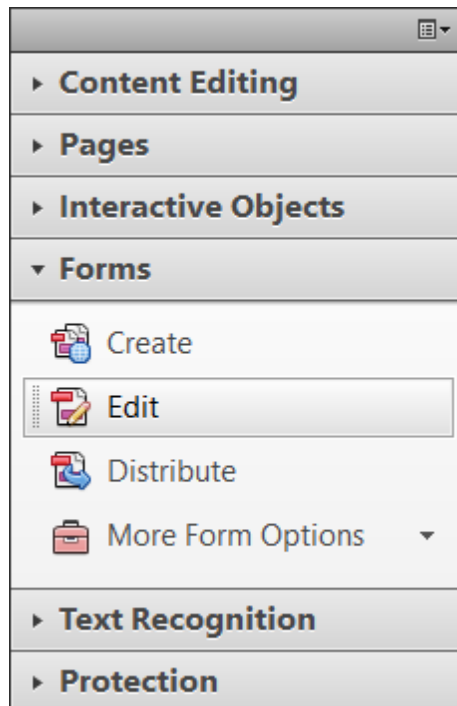 Content Editing
Pages
Interactive Objects
Forms
Create
Edit
Distribute
More Form Options
Text Recognition
Protection